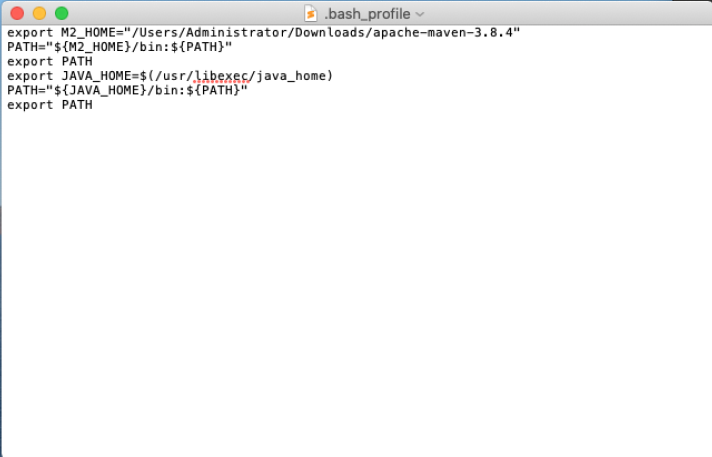 .bash_profile
export M2_HOME="/Users/Administrator/Downloads/apache-maven-3.8.4"
PATH="${M2_HOME}/bin:${PATH}"
export PATH
export JAVA_HOME=$(/usr/libexec/java_home)
PATH="${JAVA_HOME}/bin:${PATH}"
export PATH